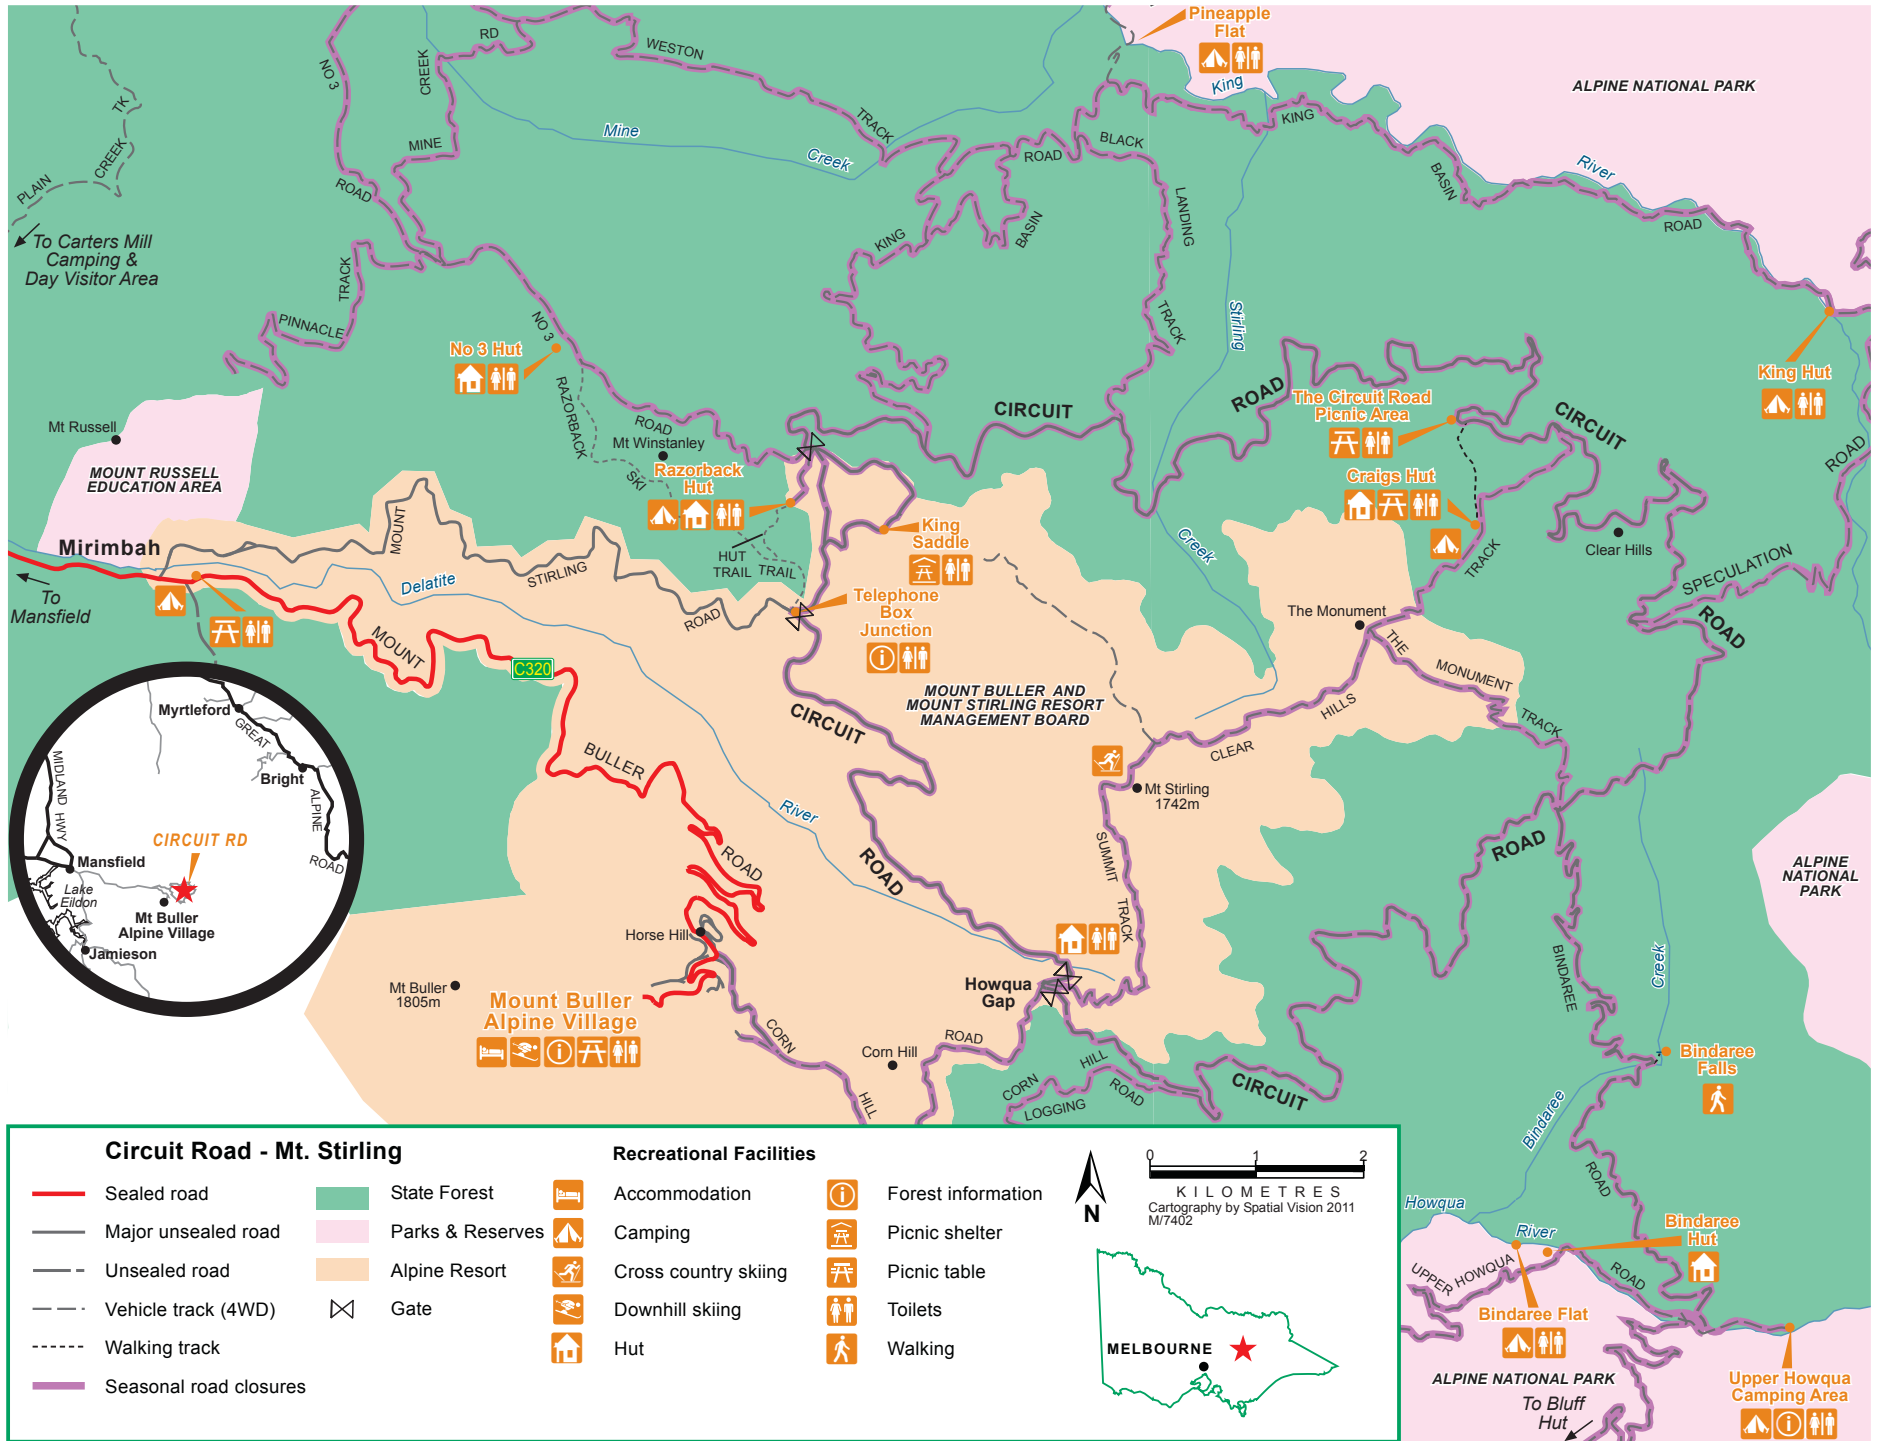 Pineapple
Flat
King
ALPINE NATIONAL PARK
NO 3
CREEK
RD
WESTON
TRACK
MINE
Mine
Creek
ROAD
BLACK
KING
BASIN
River
ROAD
TK
CREEK
PLAIN
To Carters Mill
Camping &
Day Visitor Area
ROAD
LANDING
TRACK
KING
BASIN
TRACK
PINNACLE
NO 3
No 3 Hut
RAZORBACK
SKI
ROAD
Stirling
King Hut
CIRCUIT
ROAD
The Circuit Road
Picnic Area
CIRCUIT
Craigs Hut
ROAD
Mt Russell
MOUNT RUSSELL
EDUCATION AREA
Mt Winstanley
Razorback
Hut
King
Saddle
HUT
TRAIL
TRAIL
Creek
TRACK
Clear Hills
SPECULATION
ROAD
Mirimbah
To
Mansfield
MOUNT
STIRLING
ROAD
Delatite
Telephone
Box
Junction
The Monument
THE
MONUMENT
TRACK
MOUNT
C320
BULLER
ROAD
River
MOUNT BULLER AND
MOUNT STIRLING RESORT
MANAGEMENT BOARD
CIRCUIT
ROAD
HILLS
CLEAR
Mt Stirling
1742m
SUMMIT
TRACK
ROAD
Myrtleford
GREAT
ALPINE
ROAD
Bright
MIDLAND HWY
CIRCUIT RD
Mansfield
Lake
Eildon
Mt Buller
Alpine Village
Jamieson
ALPINE
NATIONAL
PARK
Horse Hill
Mt Buller
1805m
Mount Buller
Alpine Village
Howqua
Gap
CORN
HILL
Corn Hill
ROAD
CORN
HILL
LOGGING
ROAD
CIRCUIT
BINDAREE
Creek
Bindaree
Falls
Bindaree
ROAD
Howqua
River
Bindaree
Hut
UPPER
HOWQUA
ROAD
Bindaree Flat
ALPINE NATIONAL PARK
To Bluff
Hut
Upper Howqua
Camping Area
Circuit Road - Mt. Stirling
Sealed road
Major unsealed road
Unsealed road
Vehicle track (4WD)
Walking track
Seasonal road closures
State Forest
Parks & Reserves
Alpine Resort
Gate
Recreational Facilities
Accommodation
Camping
Cross country skiing
Downhill skiing
Hut
Forest information
Picnic shelter
Picnic table
Toilets
Walking
N
0 1 2
KILOMETRES
Cartography by Spatial Vision 2011
M/7402
MELBOURNE